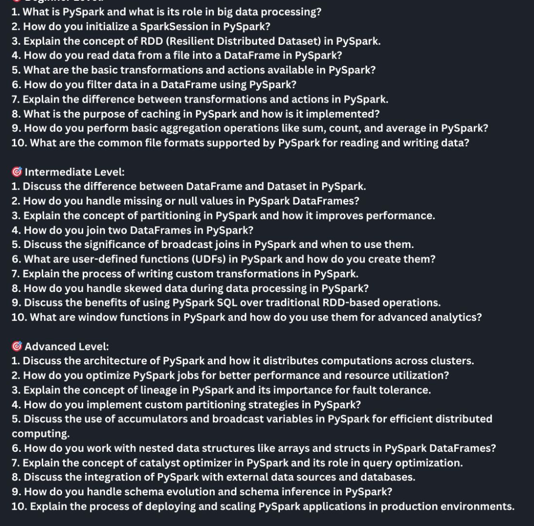 1. What is PySpark and what is its role in big data processing?
2. How do you initialize a SparkSession in PySpark?
3. Explain the concept of RDD (Resilient Distributed Dataset) in PySpark.
4. How do you read data from a file into a DataFrame in PySpark?
5. What are the basic transformations and actions available in PySpark?
6. How do you filter data in a DataFrame using PySpark?
7. Explain the difference between transformations and actions in PySpark.
8. What is the purpose of caching in PySpark and how is it implemented?
9. How do you perform basic aggregation operations like sum, count, and average in PySpark?
10. What are the common file formats supported by PySpark for reading and writing data?
🎯 Intermediate Level:
1. Discuss the difference between DataFrame and Dataset in PySpark.
2. How do you handle missing or null values in PySpark DataFrames?
3. Explain the concept of partitioning in PySpark and how it improves performance.
4. How do you join two DataFrames in PySpark?
5. Discuss the significance of broadcast joins in PySpark and when to use them.
6. What are user-defined functions (UDFs) in PySpark and how do you create them?
7. Explain the process of writing custom transformations in PySpark.
8. How do you handle skewed data during data processing in PySpark?
9. Discuss the benefits of using PySpark SQL over traditional RDD-based operations.
10. What are window functions in PySpark and how do you use them for advanced analytics?
🎯 Advanced Level:
1. Discuss the architecture of PySpark and how it distributes computations across clusters.
2. How do you optimize PySpark jobs for better performance and resource utilization?
3. Explain the concept of lineage in PySpark and its importance for fault tolerance.
4. How do you implement custom partitioning strategies in PySpark?
5. Discuss the use of accumulators and broadcast variables in PySpark for efficient distributed
computing.
6. How do you work with nested data structures like arrays and structs in PySpark DataFrames?
7. Explain the concept of catalyst optimizer in PySpark and its role in query optimization.
8. Discuss the integration of PySpark with external data sources and databases.
9. How do you handle schema evolution and schema inference in PySpark?
10. Explain the process of deploying and scaling PySpark applications in production environments.